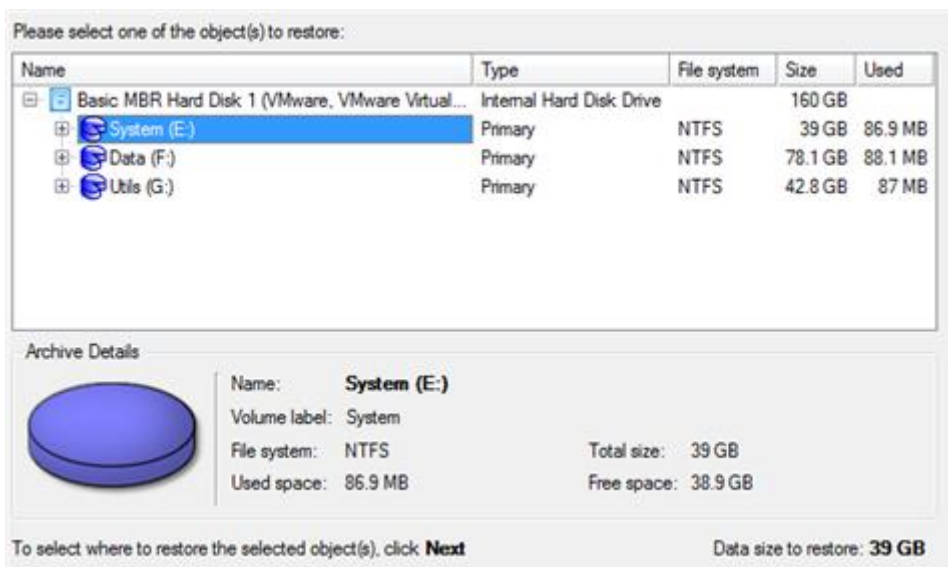 Please select one of the object(s) to restore:
Name Type File system Size Used
Basic MBR Hard Disk 1 (VMware, VMware Virtual... Internal Hard Disk Drive 160 GB
System (E:) Primary NTFS 39 GB 86.9 MB
Data (F:) Primary NTFS 78.1 GB 88.1 MB
Utils (G:) Primary NTFS 42.8 GB 87 MB
Archive Details
Name: System (E:)
Volume label: System
File system: NTFS Total size: 39 GB
Used space: 86.9 MB Free space: 38.9 GB
To select where to restore the selected object(s), click Next Data size to restore: 39 GB